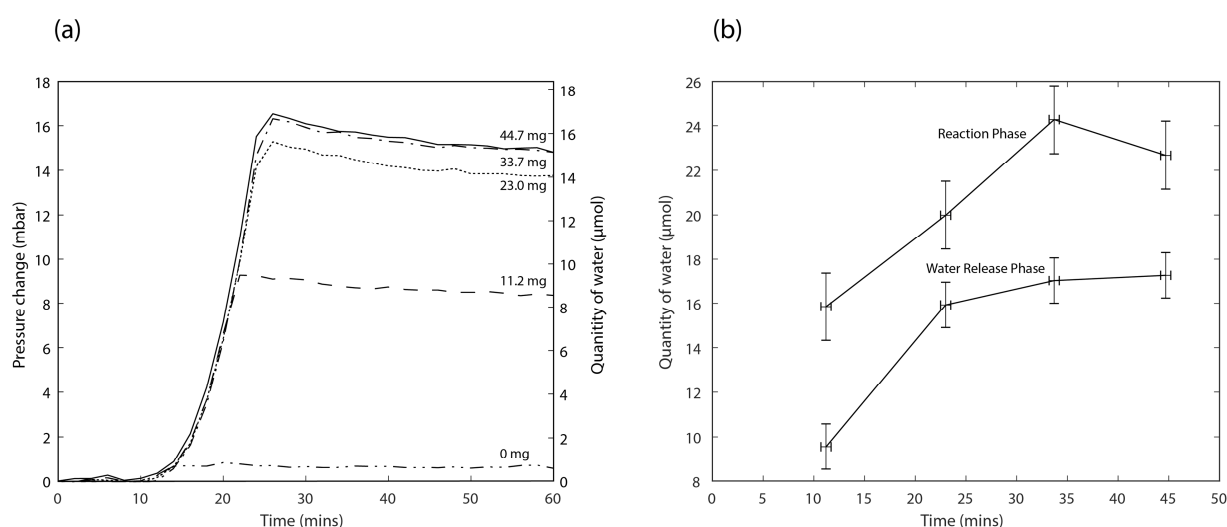 (a)
(b)
18
16
14
12
10
8
6
4
2
0
Pressure change (mbar)
18
16
14
12
10
8
6
4
2
0
Quanitity of water (μmol)
44.7 mg
33.7 mg
23.0 mg
11.2 mg
0 mg
0 10 20 30 40 50 60
Time (mins)
26
24
22
20
18
16
14
12
10
8
Quantity of water (μmol)
Reaction Phase
Water Release Phase
0 5 10 15 20 25 30 35 40 45 50
Time (mins)